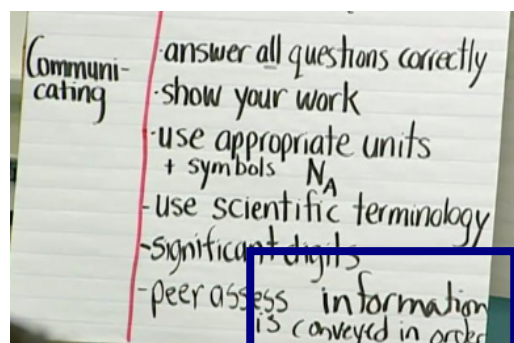 Communi-
cating
·answer all questions correctly
·show your work
·use appropriate units
+ symbols NA
-use scientific terminology
-significant digits
-peer assess information
is conveyed in order